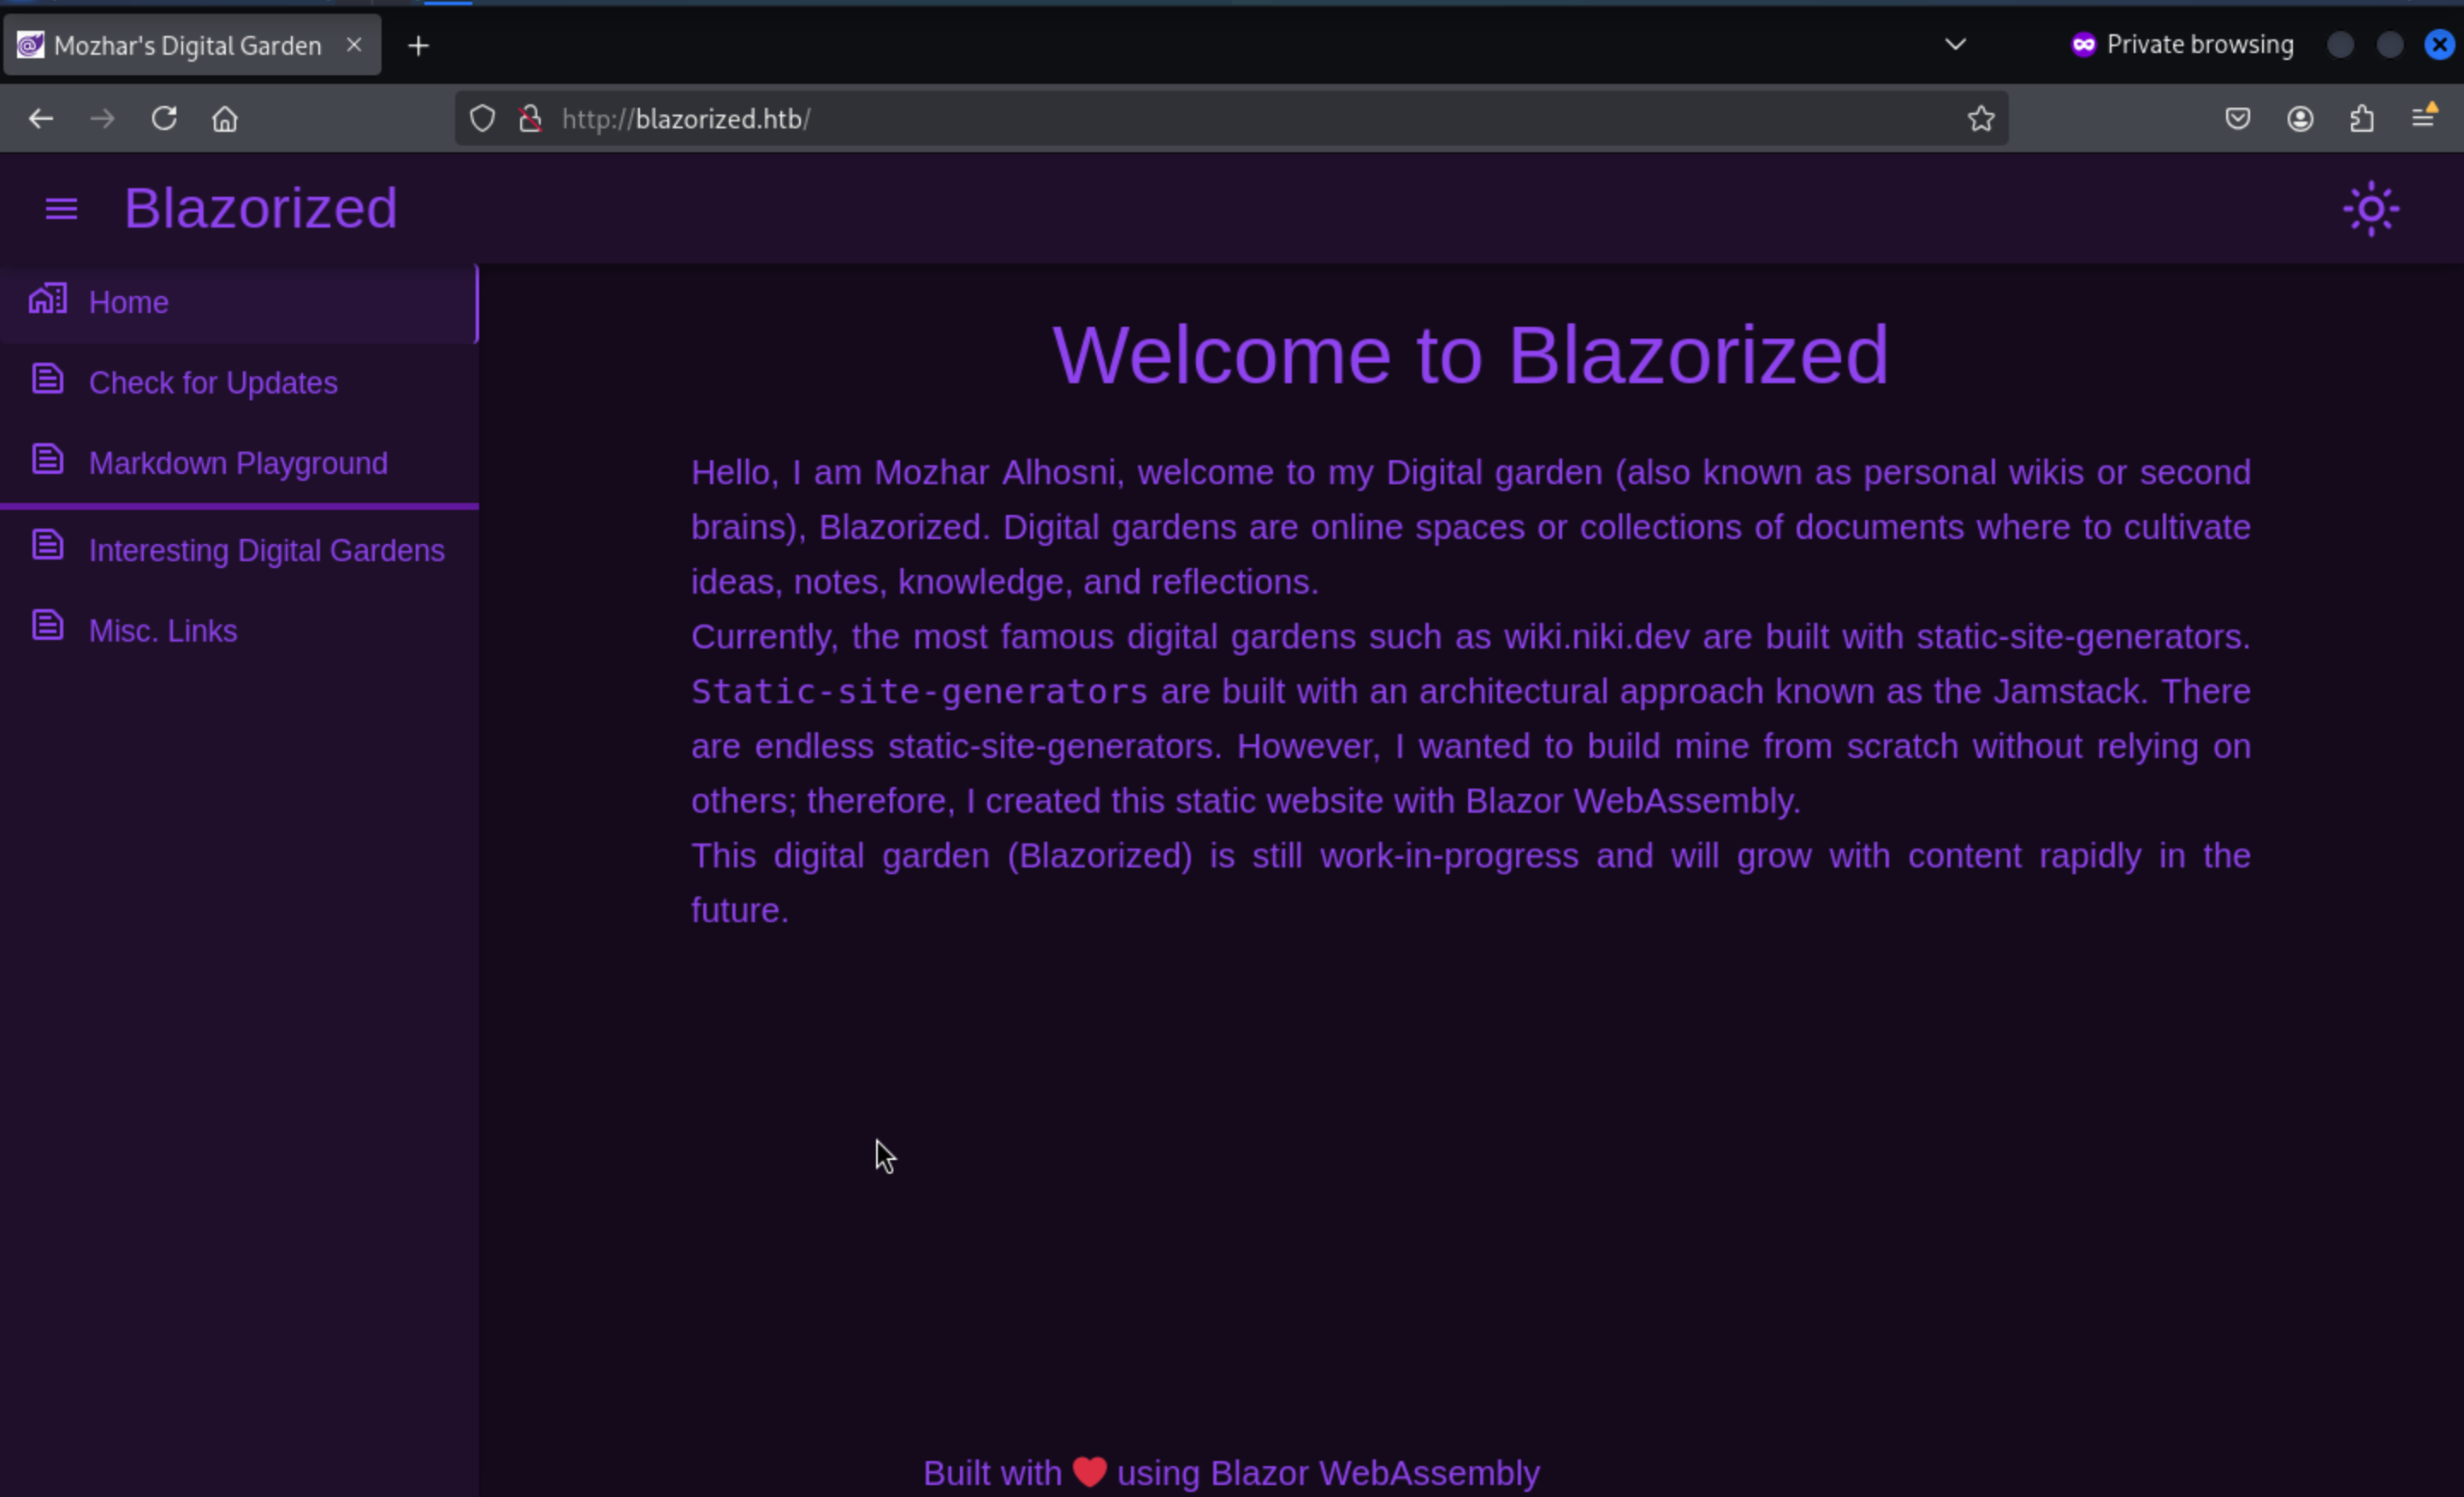 Mozhar's Digital Garden
Private browsing
http://blazorized.htb/
Blazorized
Home
Check for Updates
Markdown Playground
Interesting Digital Gardens
Misc. Links
Welcome to Blazorized
Hello, I am Mozhar Alhosni, welcome to my Digital garden (also known as personal wikis or second
brains), Blazorized. Digital gardens are online spaces or collections of documents where to cultivate
ideas, notes, knowledge, and reflections.
Currently, the most famous digital gardens such as wiki.niki.dev are built with static-site-generators.
Static-site-generators are built with an architectural approach known as the Jamstack. There
are endless static-site-generators. However, I wanted to build mine from scratch without relying on
others; therefore, I created this static website with Blazor WebAssembly.
This digital garden (Blazorized) is still work-in-progress and will grow with content rapidly in the
future.
Built with ❤️ using Blazor WebAssembly